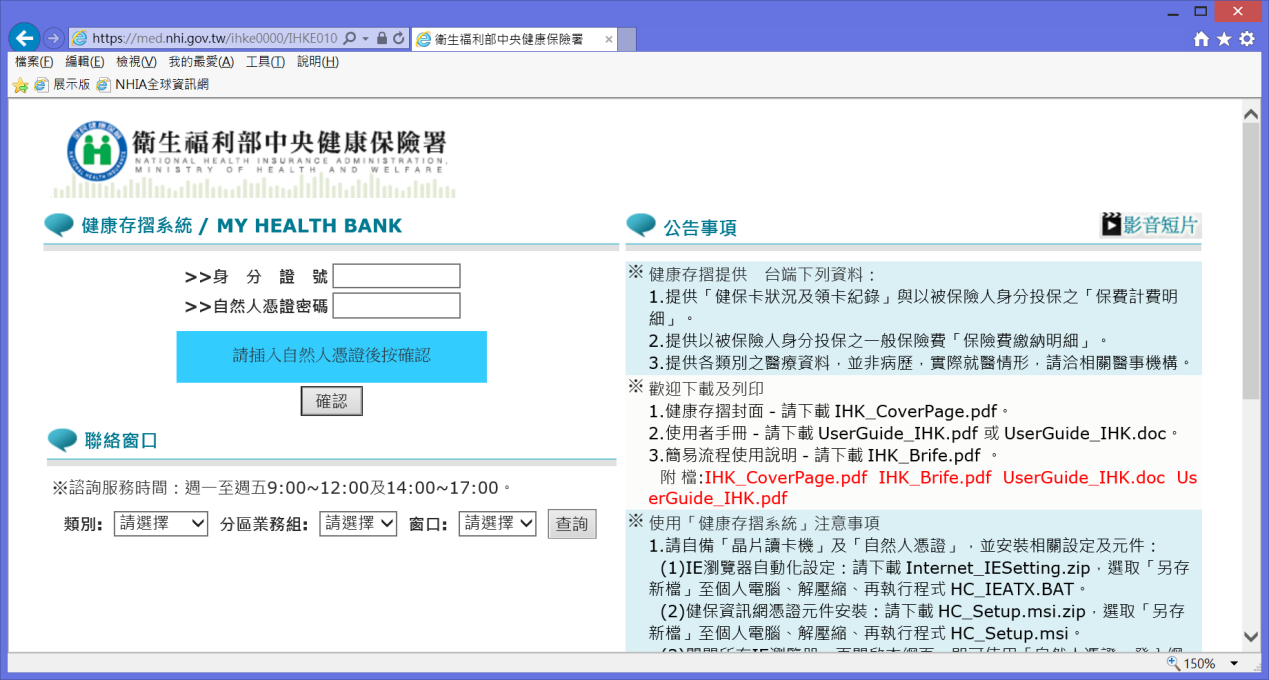 https://med.nhi.gov.tw/ihke0000/IHKE010
衛生福利部中央健康保險署
檔案(F) 編輯(E) 檢視(V) 我的最愛(A) 工具(T) 說明(H)
展示版 NHIA全球資訊網
衛生福利部中央健康保險署
NATIONAL HEALTH INSURANCE ADMINISTRATION,
MINISTRY OF HEALTH AND WELFARE.
健康存摺系統 / MY HEALTH BANK
>>身 分 證 號
>>自然人憑證密碼
請插入自然人憑證後按確認
確認
聯絡窗口
※諮詢服務時間：週一至週五9:00~12:00及14:00~17:00。
類別: 請選擇 分區業務組: 請選擇 窗口: 請選擇 查詢
公告事項
影音短片
※ 健康存摺提供 台端下列資料：
1.提供「健保卡狀況及領卡紀錄」與以被保險人身分投保之「保費計費明
細」。
2.提供以被保險人身分投保之一般保險費「保險費繳納明細」。
3.提供各類別之醫療資料，並非病歷，實際就醫情形，請洽相關醫事機構。
※ 歡迎下載及列印
1.健康存摺封面 - 請下載 IHK_CoverPage.pdf。
2.使用者手冊 - 請下載 UserGuide_IHK.pdf 或 UserGuide_IHK.doc。
3.簡易流程使用說明 - 請下載 IHK_Brife.pdf 。
附 檔:IHK_CoverPage.pdf IHK_Brife.pdf UserGuide_IHK.doc Us
erGuide_IHK.pdf
※ 使用「健康存摺系統」注意事項
1.請自備「晶片讀卡機」及「自然人憑證」，並安裝相關設定及元件：
(1)IE瀏覽器自動化設定：請下載 Internet_IESetting.zip，選取「另存
新檔」至個人電腦、解壓縮、再執行程式 HC_IEATX.BAT。
(2)健保資訊網憑證元件安裝：請下載 HC_Setup.msi.zip，選取「另存
新檔」至個人電腦、解壓縮、再執行程式 HC_Setup.msi。
150%